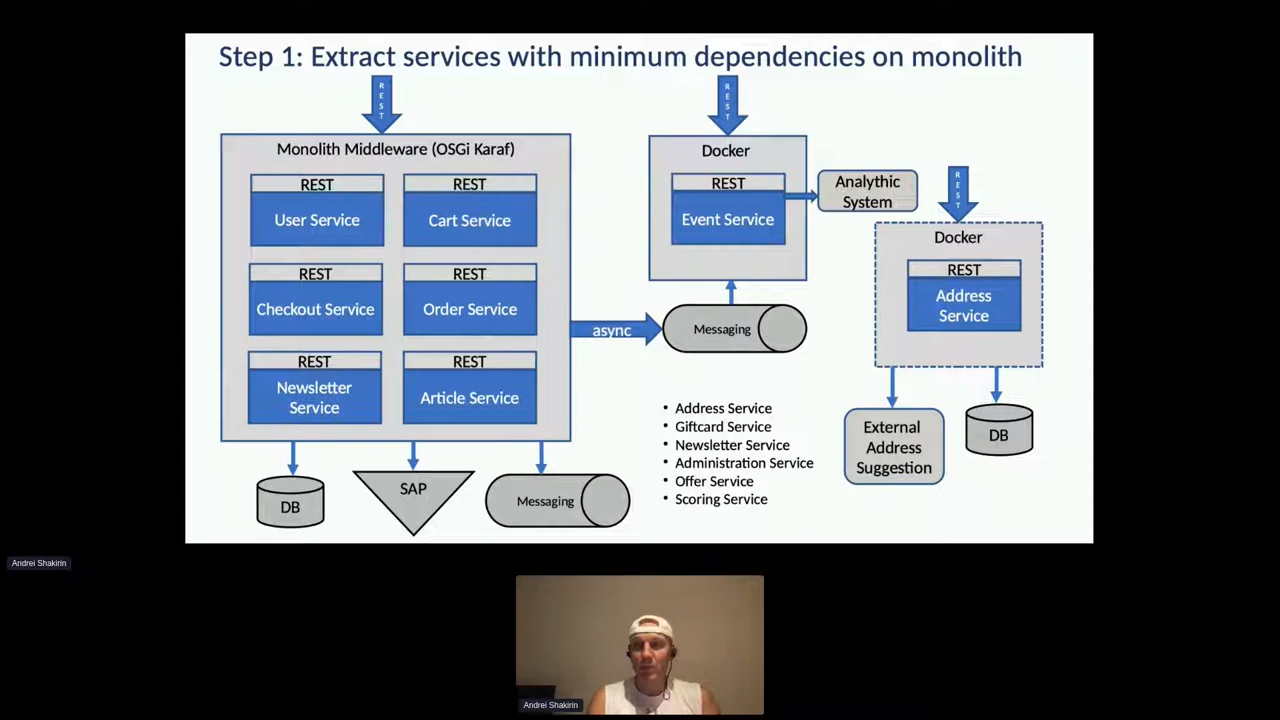 Step 1: Extract services with minimum dependencies on monolith
REST
REST
REST
Monolith Middleware (OSGi Karaf)
REST
User Service
REST
Cart Service
REST
Checkout Service
REST
Order Service
REST
Newsletter
Service
REST
Article Service
DB
SAP
Messaging
async
Docker
REST
Event Service
Analythic
System
Messaging
Docker
REST
Address
Service
External
Address
Suggestion
DB
• Address Service
• Giftcard Service
• Newsletter Service
• Administration Service
• Offer Service
• Scoring Service
Andrei Shakirin
Andrei Shakirin